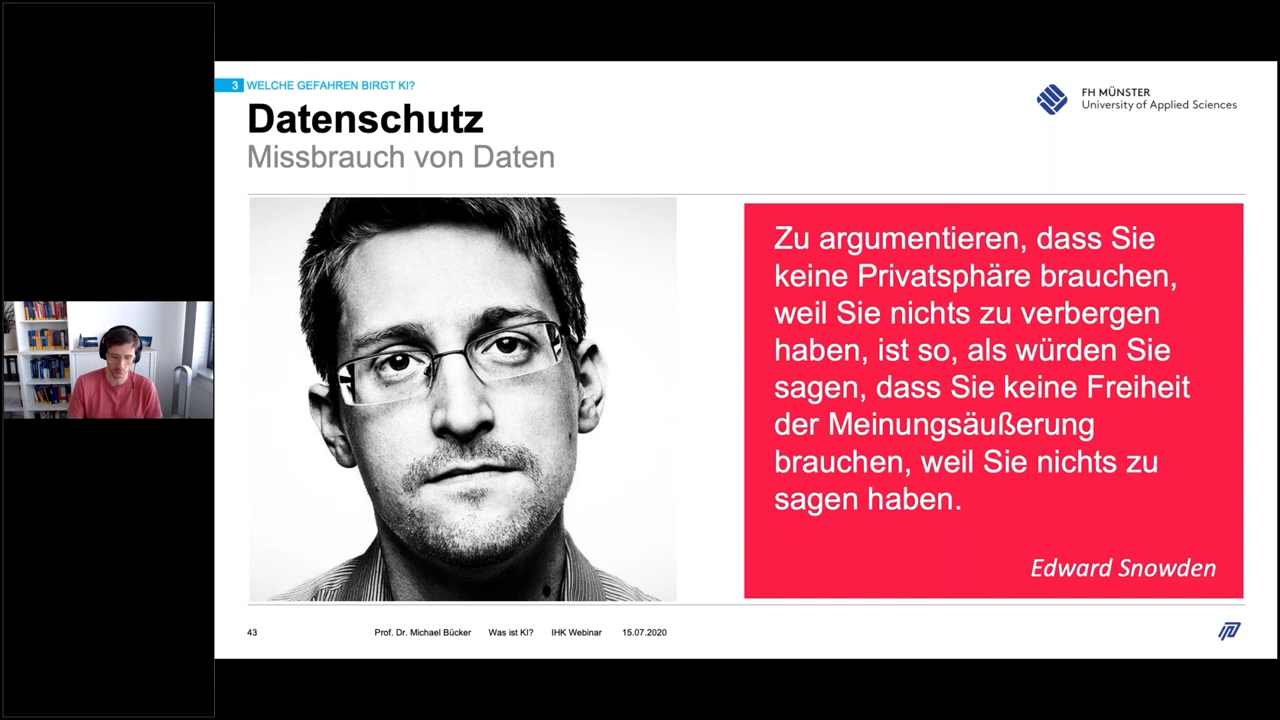 3 WELCHE GEFAHREN BIRGT KI?
Datenschutz
Missbrauch von Daten
FH MÜNSTER
University of Applied Sciences
Zu argumentieren, dass Sie
keine Privatsphäre brauchen,
weil Sie nichts zu verbergen
haben, ist so, als würden Sie
sagen, dass Sie keine Freiheit
der Meinungsäußerung
brauchen, weil Sie nichts zu
sagen haben.
Edward Snowden
43 Prof. Dr. Michael Bücker Was ist KI? IHK Webinar 15.07.2020